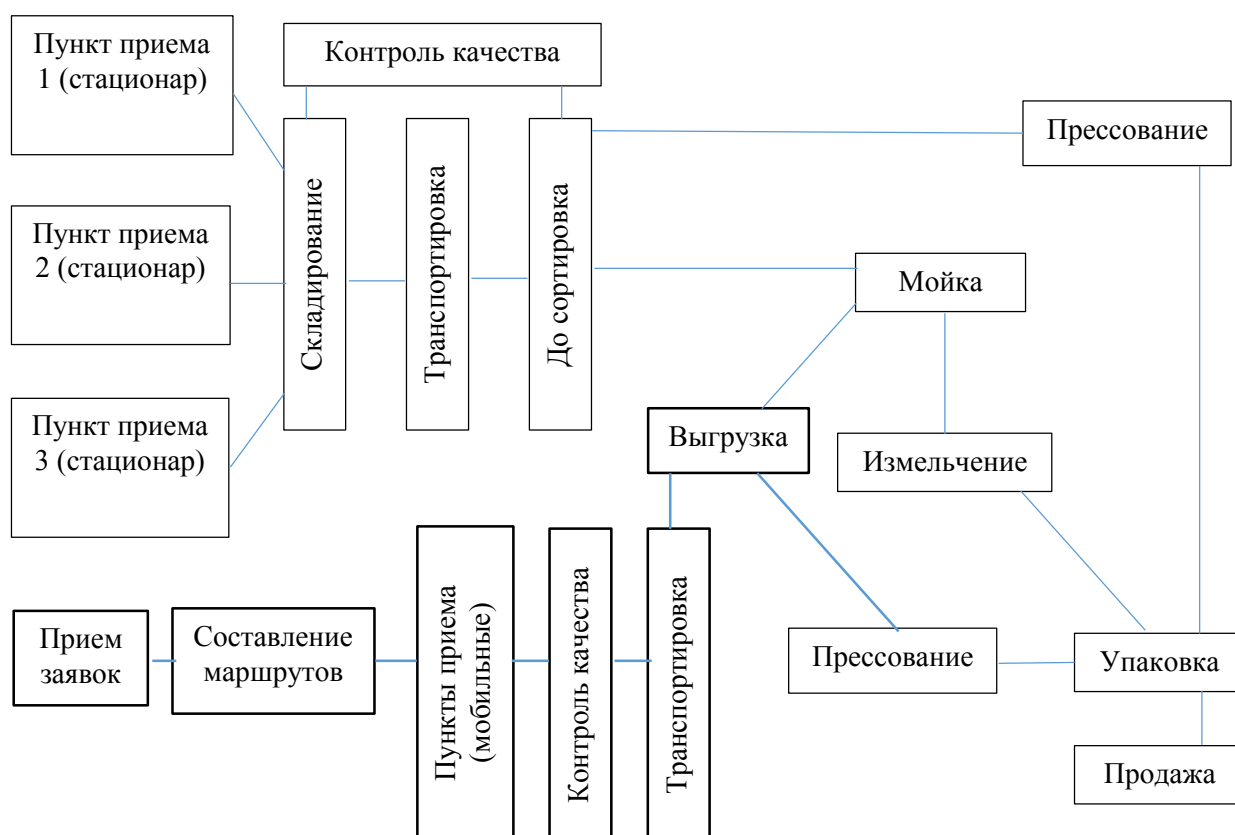 Пункт приема
1 (стационар)
Контроль качества
Прессование
Складирование
Транспортировка
До сортировка
Пункт приема
2 (стационар)
Мойка
Пункт приема
3 (стационар)
Выгрузка
Измельчение
Прием
заявок
Составление
маршрутов
Пункты приема
(мобильные)
Контроль качества
Транспортировка
Прессование
Упаковка
Продажа